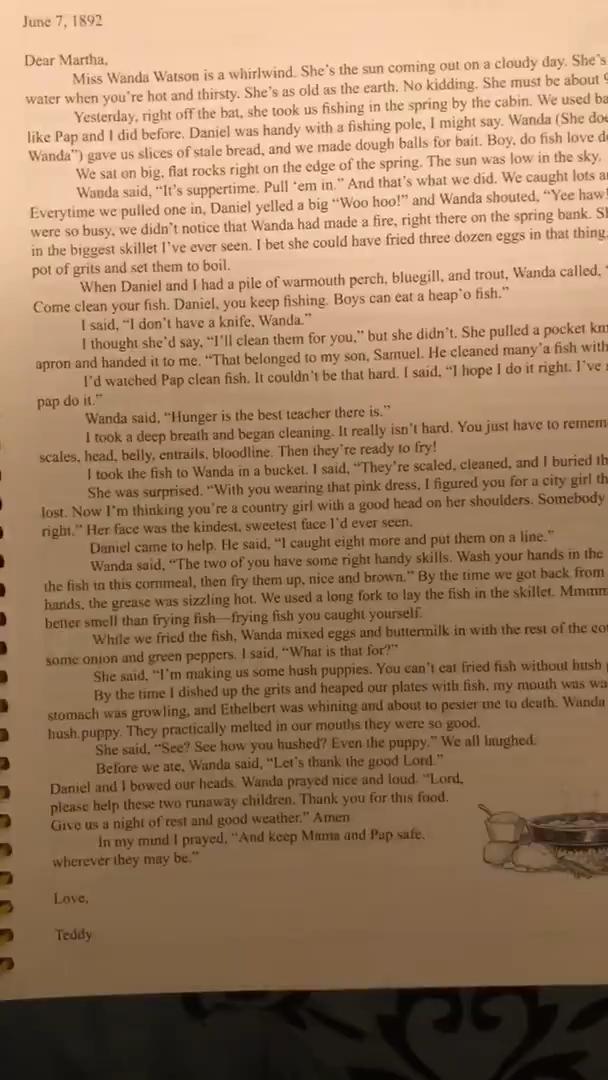 June 7, 1892
Dear Martha,
Miss Wanda Watson is a whirlwind. She's the sun coming out on a cloudy day. She's
water when you're hot and thirsty. She's as old as the earth. No kidding. She must be about
Yesterday, right off the bat, she took us fishing in the spring by the cabin. We used ba
like Pap and I did before. Daniel was handy with a fishing pole, I might say. Wanda (She do
Wanda") gave us slices of stale bread, and we made dough balls for bait. Boy, do fish love d
We sat on big, flat rocks right on the edge of the spring. The sun was low in the sky.
Wanda said, "It's suppertime. Pull 'em in." And that's what we did. We caught lots a
Everytime we pulled one in, Daniel yelled a big "Woo hoo!" and Wanda shouted, "Yee haw!
were so busy, we didn't notice that Wanda had made a fire, right there on the spring bank. S
in the biggest skillet I've ever seen. I bet she could have fried three dozen eggs in that thing.
pot of grits and set them to boil.
When Daniel and I had a pile of warmouth perch, bluegill, and trout, Wanda called, "
Come clean your fish. Daniel, you keep fishing. Boys can eat a heap'o fish."
I said, "I don't have a knife, Wanda."
I thought she'd say, "I'll clean them for you," but she didn't. She pulled a pocket kn
apron and handed it to me. "That belonged to my son, Samuel. He cleaned many'a fish with
I'd watched Pap clean fish. It couldn't be that hard. I said, "I hope I do it right. I've
pap do it."
Wanda said, "Hunger is the best teacher there is."
I took a deep breath and began cleaning. It really isn't hard. You just have to remem
scales, head, belly, entrails, bloodline. Then they're ready to fry!
I took the fish to Wanda in a bucket. I said, "They're scaled, cleaned, and I buried th
She was surprised. "With you wearing that pink dress, I figured you for a city girl th
lost. Now I'm thinking you're a country girl with a good head on her shoulders. Somebody
right." Her face was the kindest, sweetest face I'd ever seen.
Daniel came to help. He said, "I caught eight more and put them on a line."
Wanda said, "The two of you have some right handy skills. Wash your hands in the
the fish in this cornmeal, then fry them up, nice and brown." By the time we got back from
hands, the grease was sizzling hot. We used a long fork to lay the fish in the skillet. Mmmm
better smell than frying fish—frying fish you caught yourself.
While we fried the fish, Wanda mixed eggs and buttermilk in with the rest of the co
some onion and green peppers. I said, "What is that for?"
She said, "I'm making us some hush puppies. You can't eat fried fish without hush
By the time I dished up the grits and heaped our plates with fish, my mouth was wa
stomach was growling, and Ethelbert was whining and about to pester me to death. Wanda
hush puppy. They practically melted in our mouths they were so good.
She said, "See? See how you hushed? Even the puppy." We all laughed.
Before we ate, Wanda said, "Let's thank the good Lord."
Daniel and I bowed our heads. Wanda prayed nice and loud. "Lord,
please help these two runaway children. Thank you for this food.
Give us a night of rest and good weather." Amen
In my mind I prayed, "And keep Mama and Pap safe,
wherever they may be."
Love,
Teddy